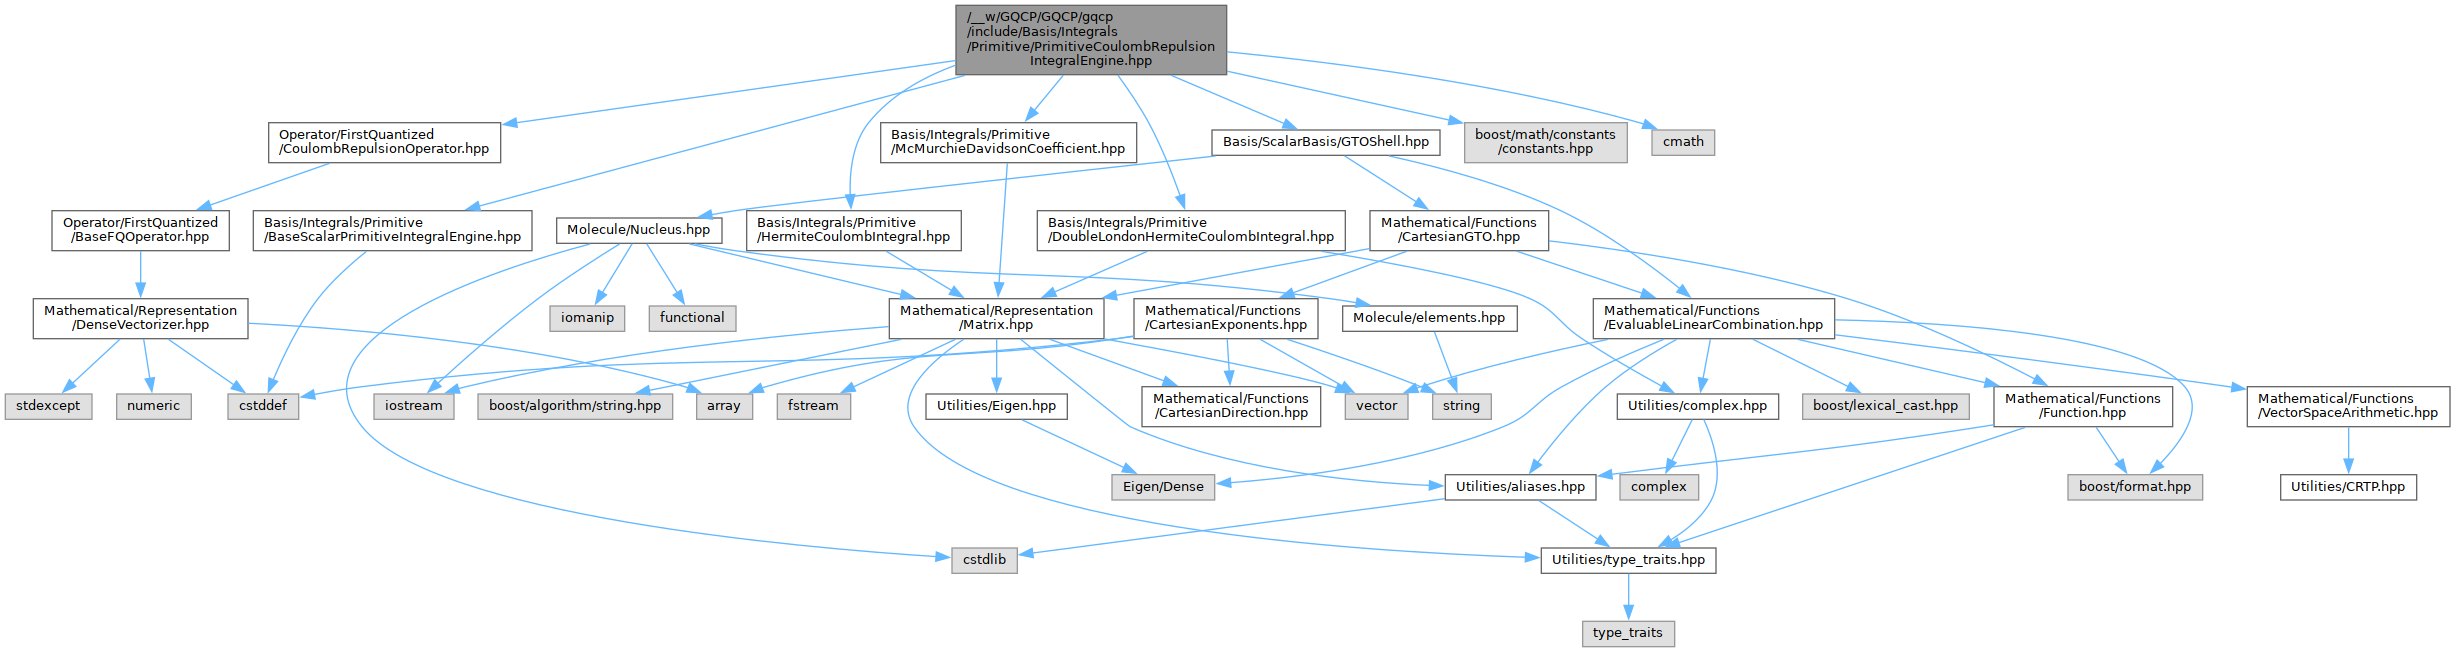 /__w/GQCP/GQCP/gqcp
/include/Basis/Integrals
/Primitive/PrimitiveCoulombRepulsion
IntegralEngine.hpp
Operator/FirstQuantized
/CoulombRepulsionOperator.hpp
Basis/Integrals/Primitive
/McMurchieDavidsonCoefficient.hpp
Basis/ScalarBasis/GTOShell.hpp
boost/math/constants
/constants.hpp
cmath
Operator/FirstQuantized
/BaseFQOperator.hpp
Basis/Integrals/Primitive
/BaseScalarPrimitiveIntegralEngine.hpp
Molecule/Nucleus.hpp
Basis/Integrals/Primitive
/HermiteCoulombIntegral.hpp
Basis/Integrals/Primitive
/DoubleLondonHermiteCoulombIntegral.hpp
Mathematical/Functions
/CartesianGTO.hpp
Mathematical/Representation
/DenseVectorizer.hpp
iomanip
functional
Mathematical/Representation
/Matrix.hpp
Mathematical/Functions
/CartesianExponents.hpp
Molecule/elements.hpp
Mathematical/Functions
/EvaluableLinearCombination.hpp
stdexcept
numeric
cstddef
iostream
boost/algorithm/string.hpp
array
fstream
Utilities/Eigen.hpp
Mathematical/Functions
/CartesianDirection.hpp
vector
string
Utilities/complex.hpp
boost/lexical_cast.hpp
Mathematical/Functions
/Function.hpp
Mathematical/Functions
/VectorSpaceArithmetic.hpp
Eigen/Dense
Utilities/aliases.hpp
complex
boost/format.hpp
Utilities/CRTP.hpp
cstdlib
Utilities/type_traits.hpp
type_traits